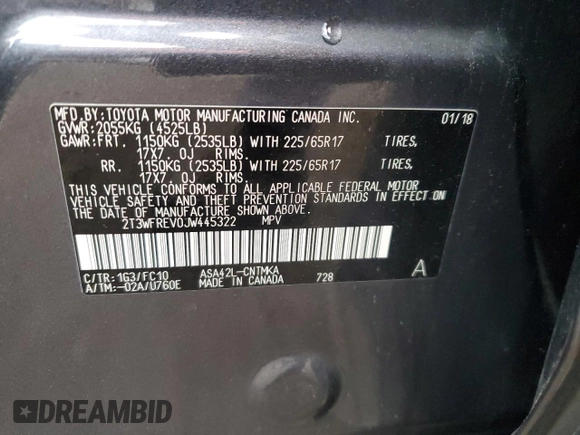 MFD.BY:TOYOTA MOTOR MANUFACTURING CANADA INC. 01/18
GVWR:2055KG (4525LB)
GAWR:FRT. 1150KG (2535LB) WITH 225/65R17 TIRES,
17X7.0J RIMS.
RR. 1150KG (2535LB) WITH 225/65R17 TIRES,
17X7.0J RIMS.
THIS VEHICLE CONFORMS TO ALL APPLICABLE FEDERAL MOTOR
VEHICLE SAFETY AND THEFT PREVENTION STANDARDS IN EFFECT ON
THE DATE OF MANUFACTURE SHOWN ABOVE.
2T3WFREV0JW445322 MPV
C/TR:1G3/FC10 ASA42L-CNTMKA A
A/TM:-02A/U760E MADE IN CANADA 728
DREAMBID